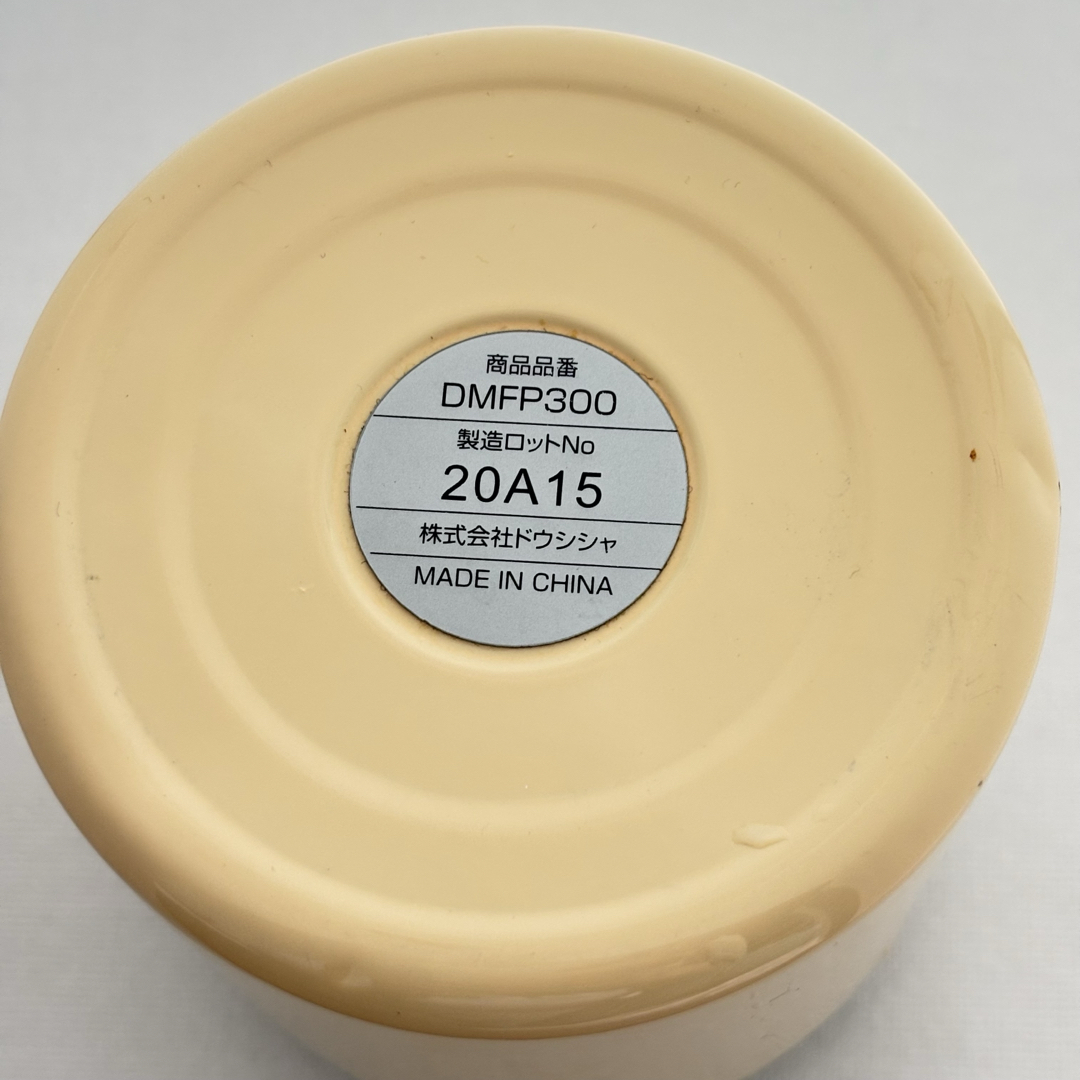 商品品番
DMFP300
製造ロットNo
20A15
株式会社ドウシシャ
MADE IN CHINA